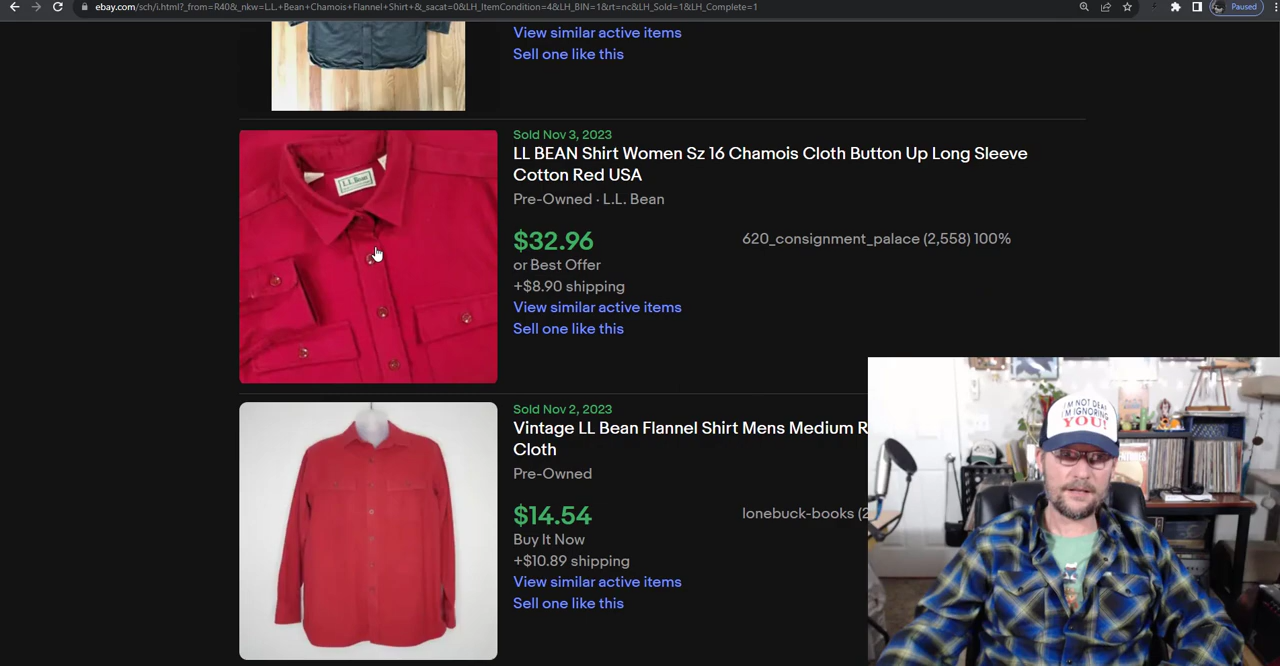 ebay.com/sch/i.html?_from=R40&_nkw=L.L.+Bean+Chamois+Flannel+Shirt+&_sacat=0&LH_ItemCondition=4&LH_BIN=1&rt=nc&LH_Sold=1&LH_Complete=1
Paused
View similar active items
Sell one like this
Sold Nov 3, 2023
LL BEAN Shirt Women Sz 16 Chamois Cloth Button Up Long Sleeve
Cotton Red USA
Pre-Owned · L.L. Bean
$32.96
620_consignment_palace (2,558) 100%
or Best Offer
+$8.90 shipping
View similar active items
Sell one like this
L.L.Bean
Sold Nov 2, 2023
Vintage LL Bean Flannel Shirt Mens Medium R
Cloth
Pre-Owned
$14.54
lonebuck-books (2
Buy It Now
+$10.89 shipping
View similar active items
Sell one like this
I'M NOT DEAF
I'M IGNORING
YOU!